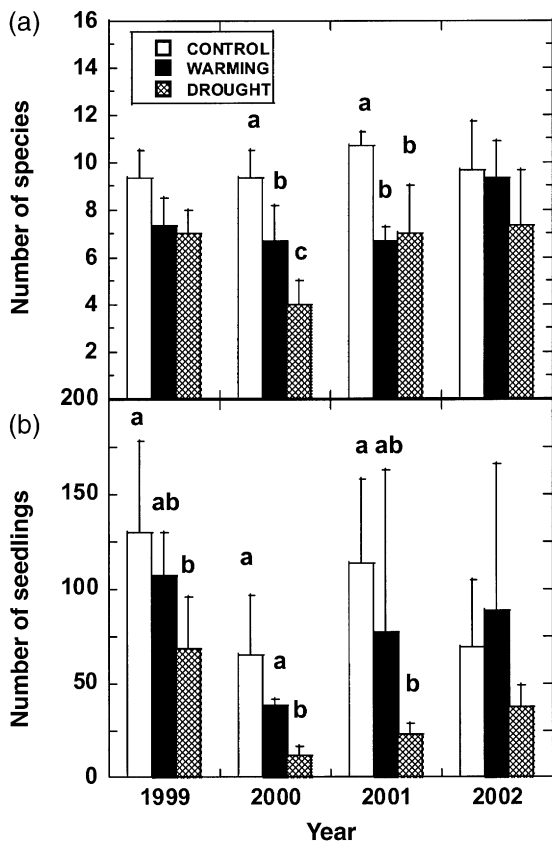 (a)
Number of species
16
14
12
10
8
6
4
2
CONTROL
WARMING
DROUGHT
a
b
c
a
b
b
(b)
Number of seedlings
200
150
100
50
0
a
ab
b
a
a
b
a ab
b
1999 2000 2001 2002
Year